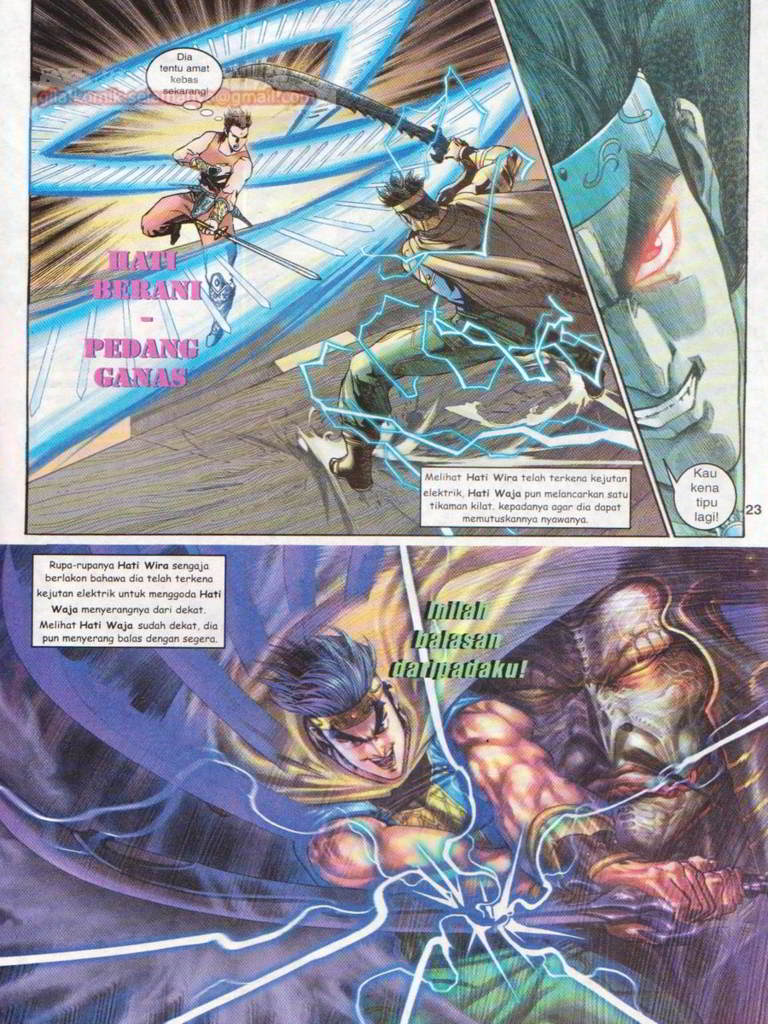 Dia
tentu amat
kebas
sekarang!
HATI
BERANI
-
PEDANG
GANAS
Melihat Hati Wira telah terkena kejutan
elektrik, Hati Waja pun melancarkan satu
tikaman kilat. kepadanya agar dia dapat
memutuskannya nyawanya.
Kau
kena
tipu
lagi!
23
Rupa-rupanya Hati Wira sengaja
berlakon bahawa dia telah terkena
kejutan elektrik untuk menggoda Hati
Waja menyerangnya dari dekat.
Melihat Hati Waja sudah dekat, dia
pun menyerang balas dengan segera.
Inilah
balasan
daripadaku!